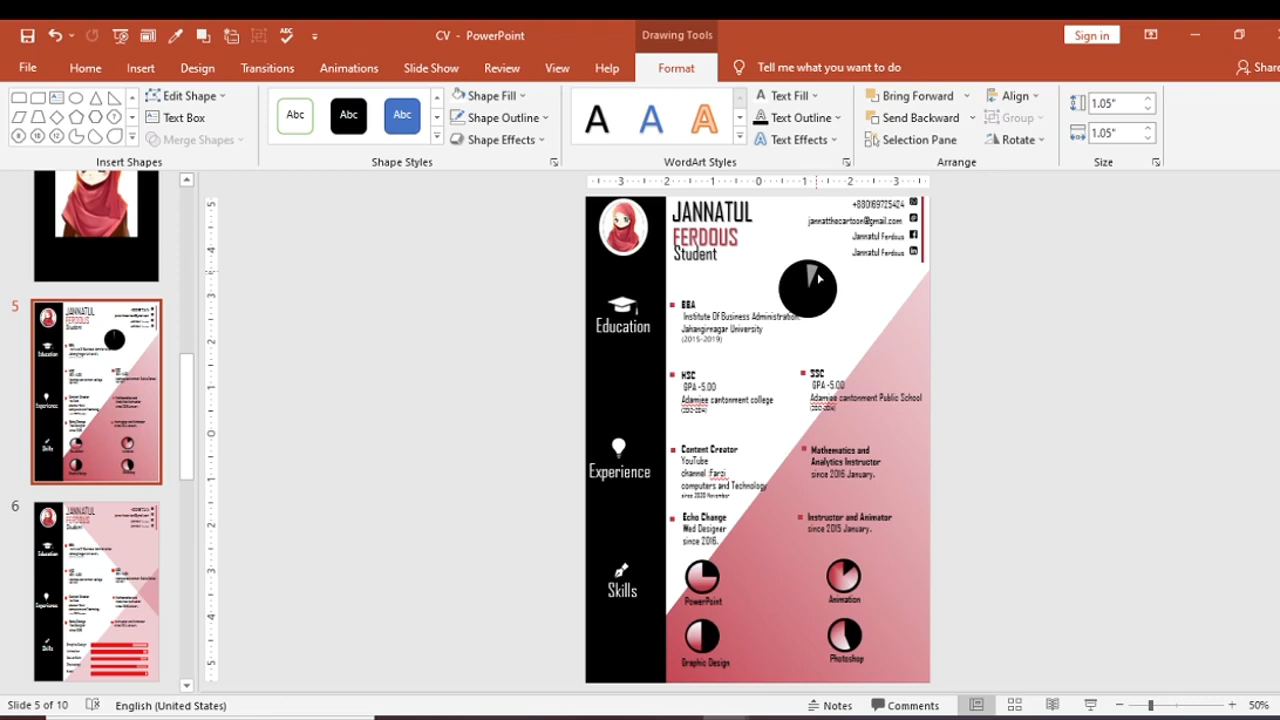 CV - PowerPoint
Drawing Tools
Sign in
File
Home
Insert
Design
Transitions
Animations
Slide Show
Review
View
Help
Format
Tell me what you want to do
Share
Edit Shape
Text Box
Merge Shapes
Insert Shapes
Abc
Abc
Abc
Shape Fill
Shape Outline
Shape Effects
Shape Styles
A
A
A
Text Fill
Text Outline
Text Effects
WordArt Styles
Bring Forward
Send Backward
Selection Pane
Align
Group
Rotate
Arrange
1.05"
1.05"
Size
5
6
JANNATUL
FERDOUS
Student
+880169725424
jannatthecartoon@gmail.com
Jannatul Ferdous
Jannatul Ferdous
Education
BBA
Institute Of Business Administration.
Jahangirnagar University
(2015-2019)
HSC
GPA -5.00
Adamjee cantonment college
SSC
GPA -5.00
Adamjee cantonment Public School
Experience
Content Creator
YouTube
channel :Farzi
computers and Technology
since 2020 November
Mathematics and
Analytics Instructor
since 2016 January.
Echo Change
Wed Designer
since 2016.
Instructor and Animator
since 2015 January.
Skills
PowerPoint
Animation
Graphic Design
Photoshop
Slide 5 of 10
English (United States)
Notes
Comments
50%